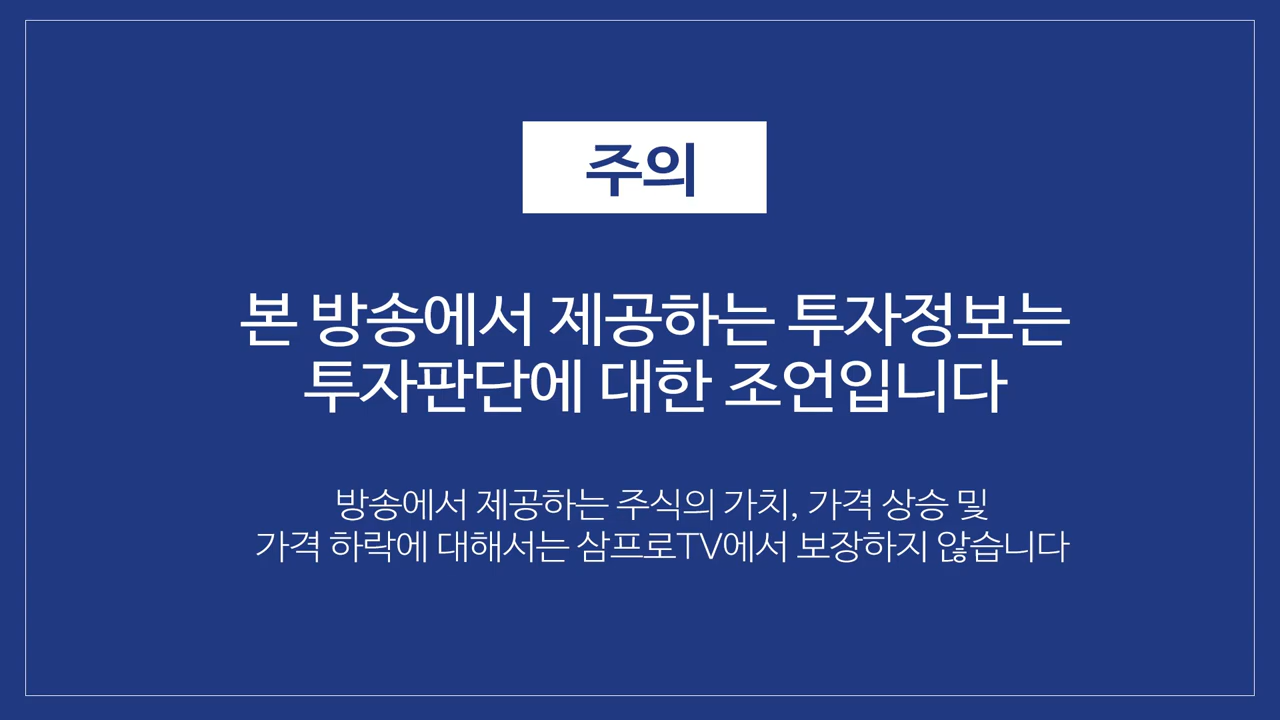 주의
본 방송에서 제공하는 투자정보는
투자판단에 대한 조언입니다
방송에서 제공하는 주식의 가치, 가격 상승 및
가격 하락에 대해서는 삼프로TV에서 보장하지 않습니다